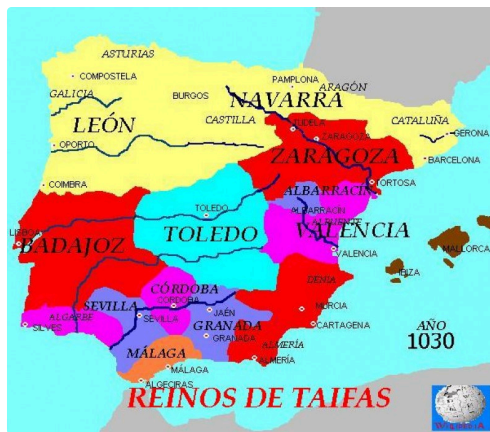 ASTURIAS
COMPOSTELA
PAMPLONA
ARAGÓN
GALICIA
BURGOS
NAVARRA
CATALUÑA
LEÓN
CASTILLA
TUDELA
GERONA
OPORTO
ZARAGOZA
ZARAGOZA
BARCELONA
COIMBRA
ALBARRACÍN
TORTOSA
TOLEDO
ALBARRACÍN
ALPUENTE
LISBOA
BADAJOZ
TOLEDO
VALENCIA
VALENCIA
MALLORCA
IBIZA
DENIA
CÓRDOBA
CÓRDOBA
SEVILLA
JAÉN
MURCIA
ALGARBE
SILVES
SEVILLA
GRANADA
GRANADA
CARTAGENA
AÑO
1030
MÁLAGA
ALMERÍA
ALMERÍA
MÁLAGA
ALGECIRAS
REINOS DE TAIFAS